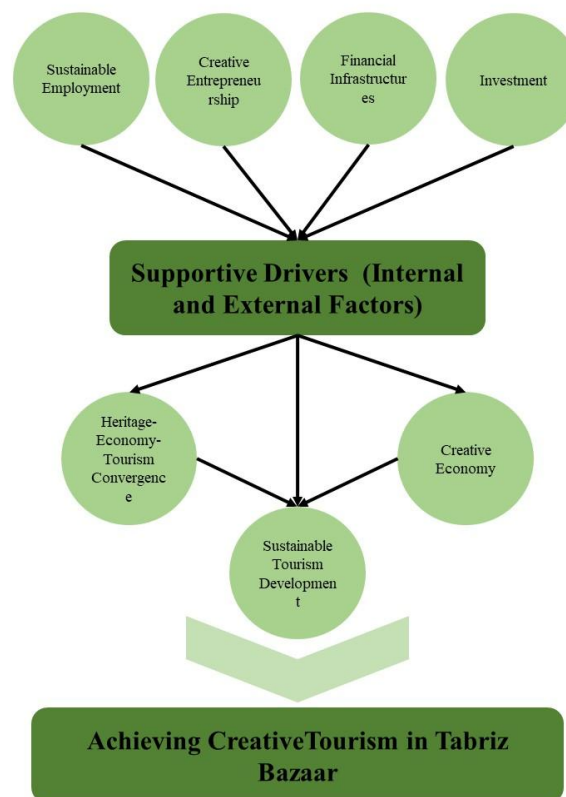 Sustainable
Employment
Creative
Entrepreneu
rship
Financial
Infrastructur
es
Investment
Supportive Drivers (Internal
and External Factors)
Heritage-
Economy-
Tourism
Convergenc
e
Creative
Economy
Sustainable
Tourism
Developmen
t
Achieving CreativeTourism in Tabriz
Bazaar